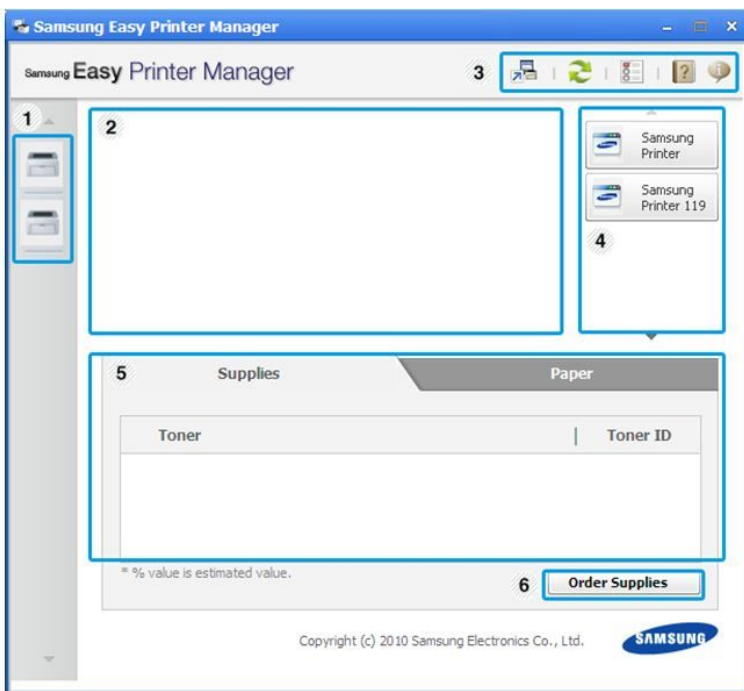 Samsung Easy Printer Manager
Samsung Easy Printer Manager
3
1
2
Samsung
Printer
Samsung
Printer 119
4
5 Supplies Paper
Toner | Toner ID
* % value is estimated value.
6 Order Supplies
Copyright (c) 2010 Samsung Electronics Co., Ltd. SAMSUNG